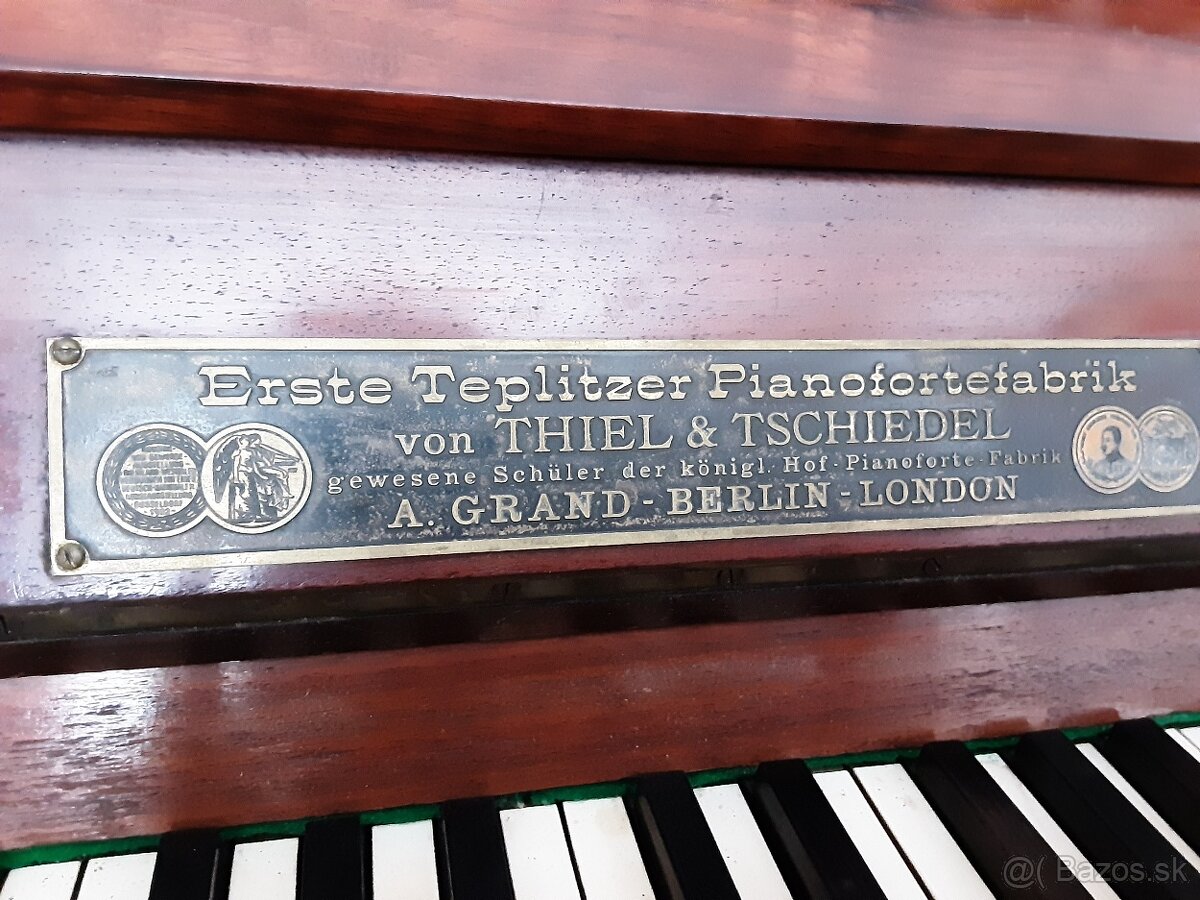 Erste Teplitzer Pianofortefabrik
von THIEL & TSCHIEDEL
gewesene Schüler der königl. Hof-Pianoforte-Fabrik
A. GRAND - BERLIN - LONDON
@( Bazos.sk